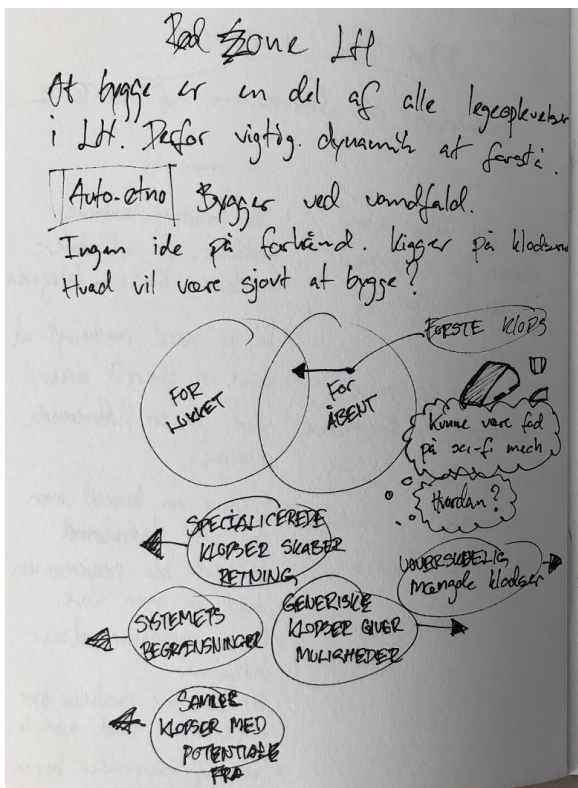 Red Zone LH
At bygge er en del af alle legeoplevelser
i LH. Derfor vigtig dynamik at forstå.
Auto-etno Bygger ved vandfald.
Ingen ide på forhånd. Kigger på klodserne
Hvad vil være sjovt at bygge?
FØRSTE KLODS
FOR
LUKKET
FOR
ÅBENT
Kunne være fed
på sci-fi mech
Hvordan?
SPECIALICEREDE
KLODSER SKABER
RETNING
UOVERSKUELIG
mængde klodser
SYSTEMETS
BEGRÆNSNINGER
GENERISKE
KLODSER GIVER
MULIGHEDER
SAMLER
KLODSER MED
POTENTIALE
FRA